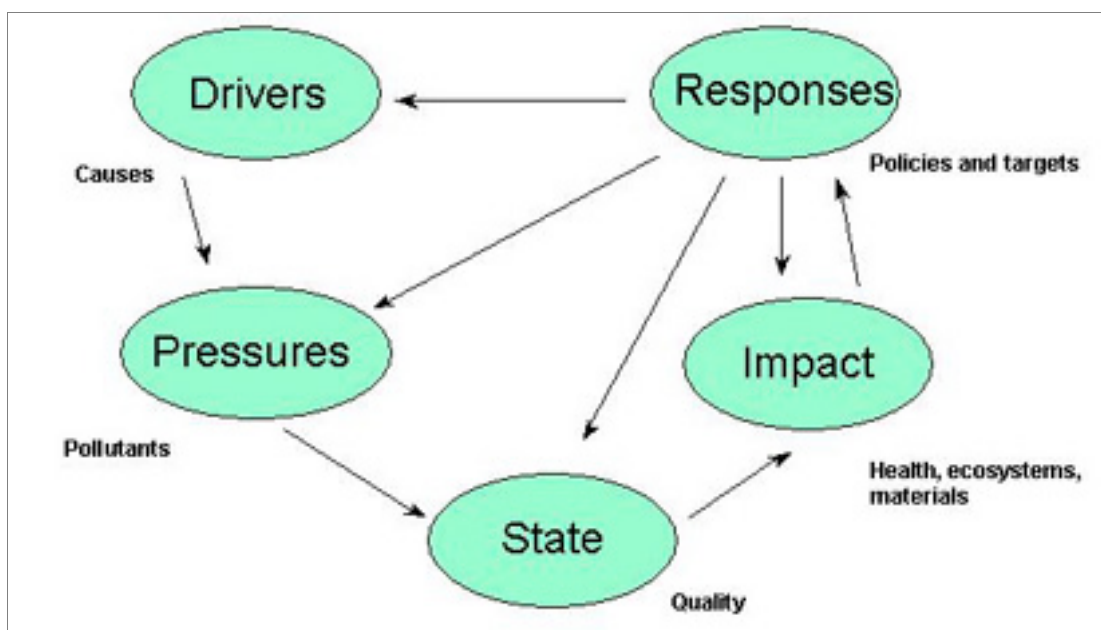 Drivers
Responses
Causes
Policies and targets
Pressures
Impact
Pollutants
Health, ecosystems,
materials
State
Quality